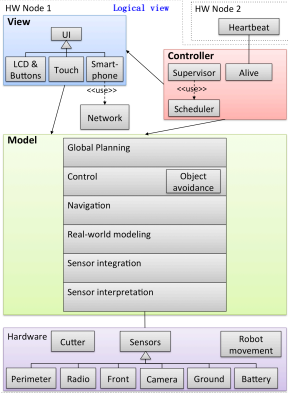 HW Node 1
Logical view
HW Node 2
View
UI
LCD &
Buttons
Touch
Smart-
phone
<<use>>
Network
Heartbeat
Controller
Supervisor
Alive
<<use>>
Scheduler
Model
Global Planning
Control
Object
avoidance
Navigation
Real-world modeling
Sensor integration
Sensor interpretation
Hardware
Cutter
Sensors
Robot
movement
Perimeter
Radio
Front
Camera
Ground
Battery